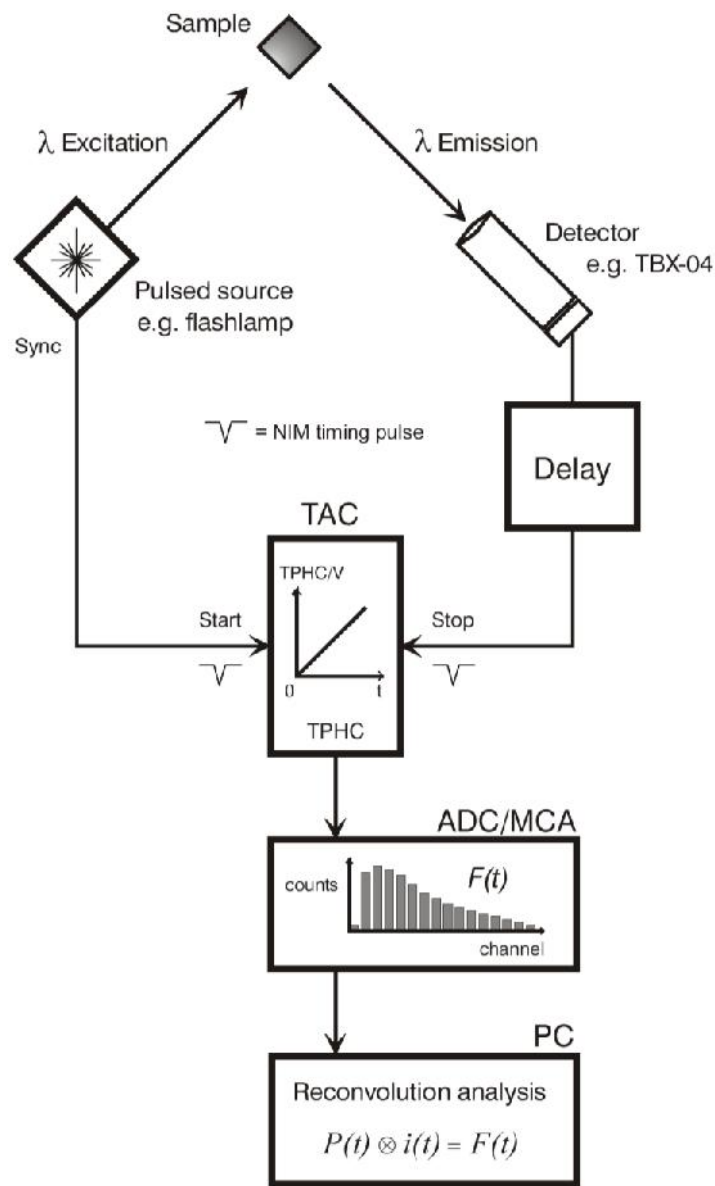 Sample
λ Excitation
λ Emission
Detector
e.g. TBX-04
Pulsed source
e.g. flashlamp
Sync
= NIM timing pulse
Delay
TAC
TPHC/V
Start
Stop
0
t
TPHC
ADC/MCA
counts
F(t)
channel
PC
Reconvolution analysis
P(t) ⊗ i(t) = F(t)